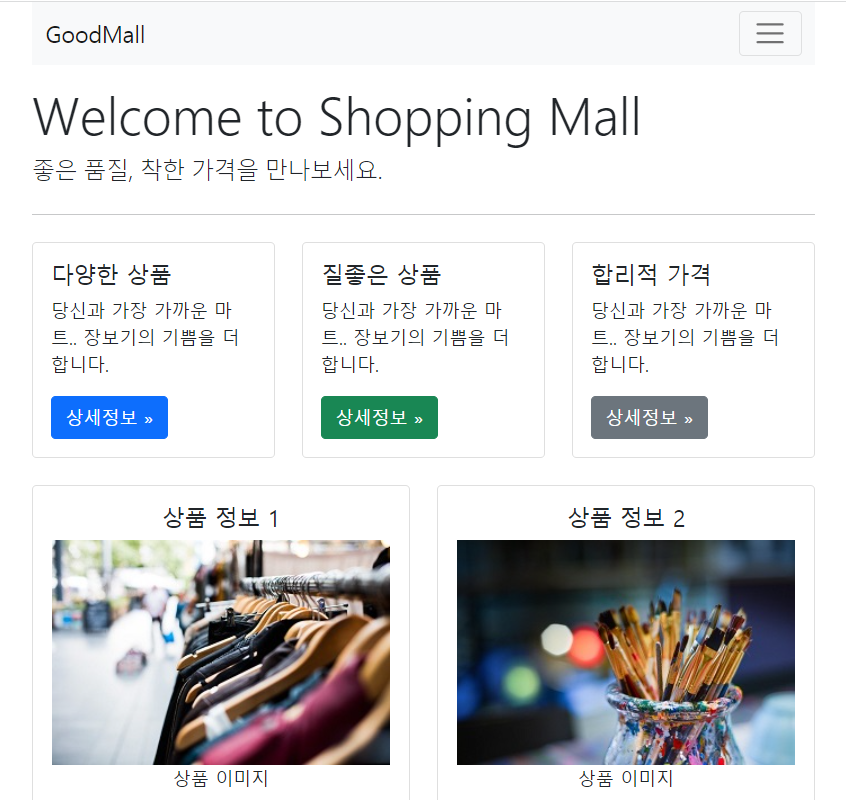 GoodMall
Welcome to Shopping Mall
좋은 품질, 착한 가격을 만나보세요.
다양한 상품
당신과 가장 가까운 마
트.. 장보기의 기쁨을 더
합니다.
상세정보 »
질좋은 상품
당신과 가장 가까운 마
트.. 장보기의 기쁨을 더
합니다.
상세정보 »
합리적 가격
당신과 가장 가까운 마
트.. 장보기의 기쁨을 더
합니다.
상세정보 »
상품 정보 1
상품 이미지
상품 정보 2
상품 이미지